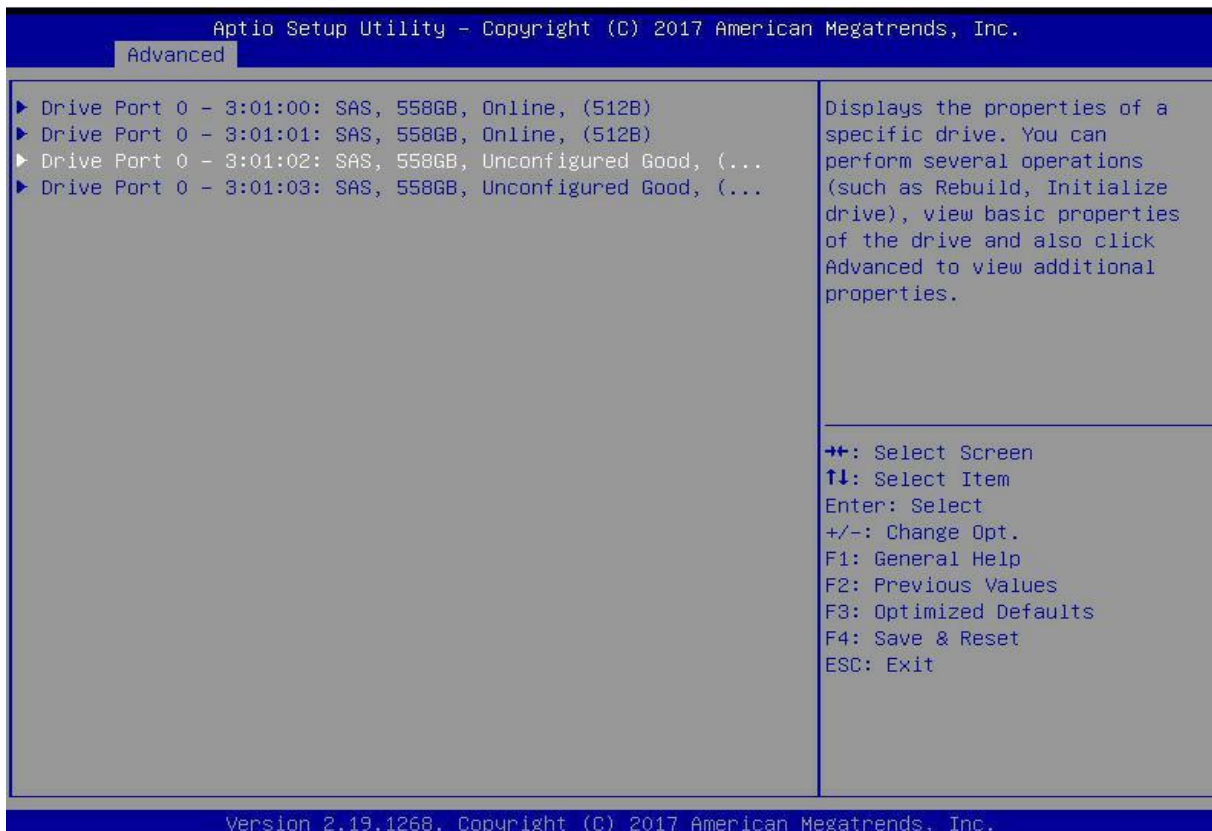 Aptio Setup Utility – Copyright (C) 2017 American Megatrends, Inc.
Advanced
▶ Drive Port 0 – 3:01:00: SAS, 558GB, Online, (512B)
▶ Drive Port 0 – 3:01:01: SAS, 558GB, Online, (512B)
▶ Drive Port 0 – 3:01:02: SAS, 558GB, Unconfigured Good, (...
▶ Drive Port 0 – 3:01:03: SAS, 558GB, Unconfigured Good, (...
Displays the properties of a
specific drive. You can
perform several operations
(such as Rebuild, Initialize
drive), view basic properties
of the drive and also click
Advanced to view additional
properties.
→←: Select Screen
↑↓: Select Item
Enter: Select
+/-: Change Opt.
F1: General Help
F2: Previous Values
F3: Optimized Defaults
F4: Save & Reset
ESC: Exit
Version 2.19.1268. Copyright (C) 2017 American Megatrends, Inc.